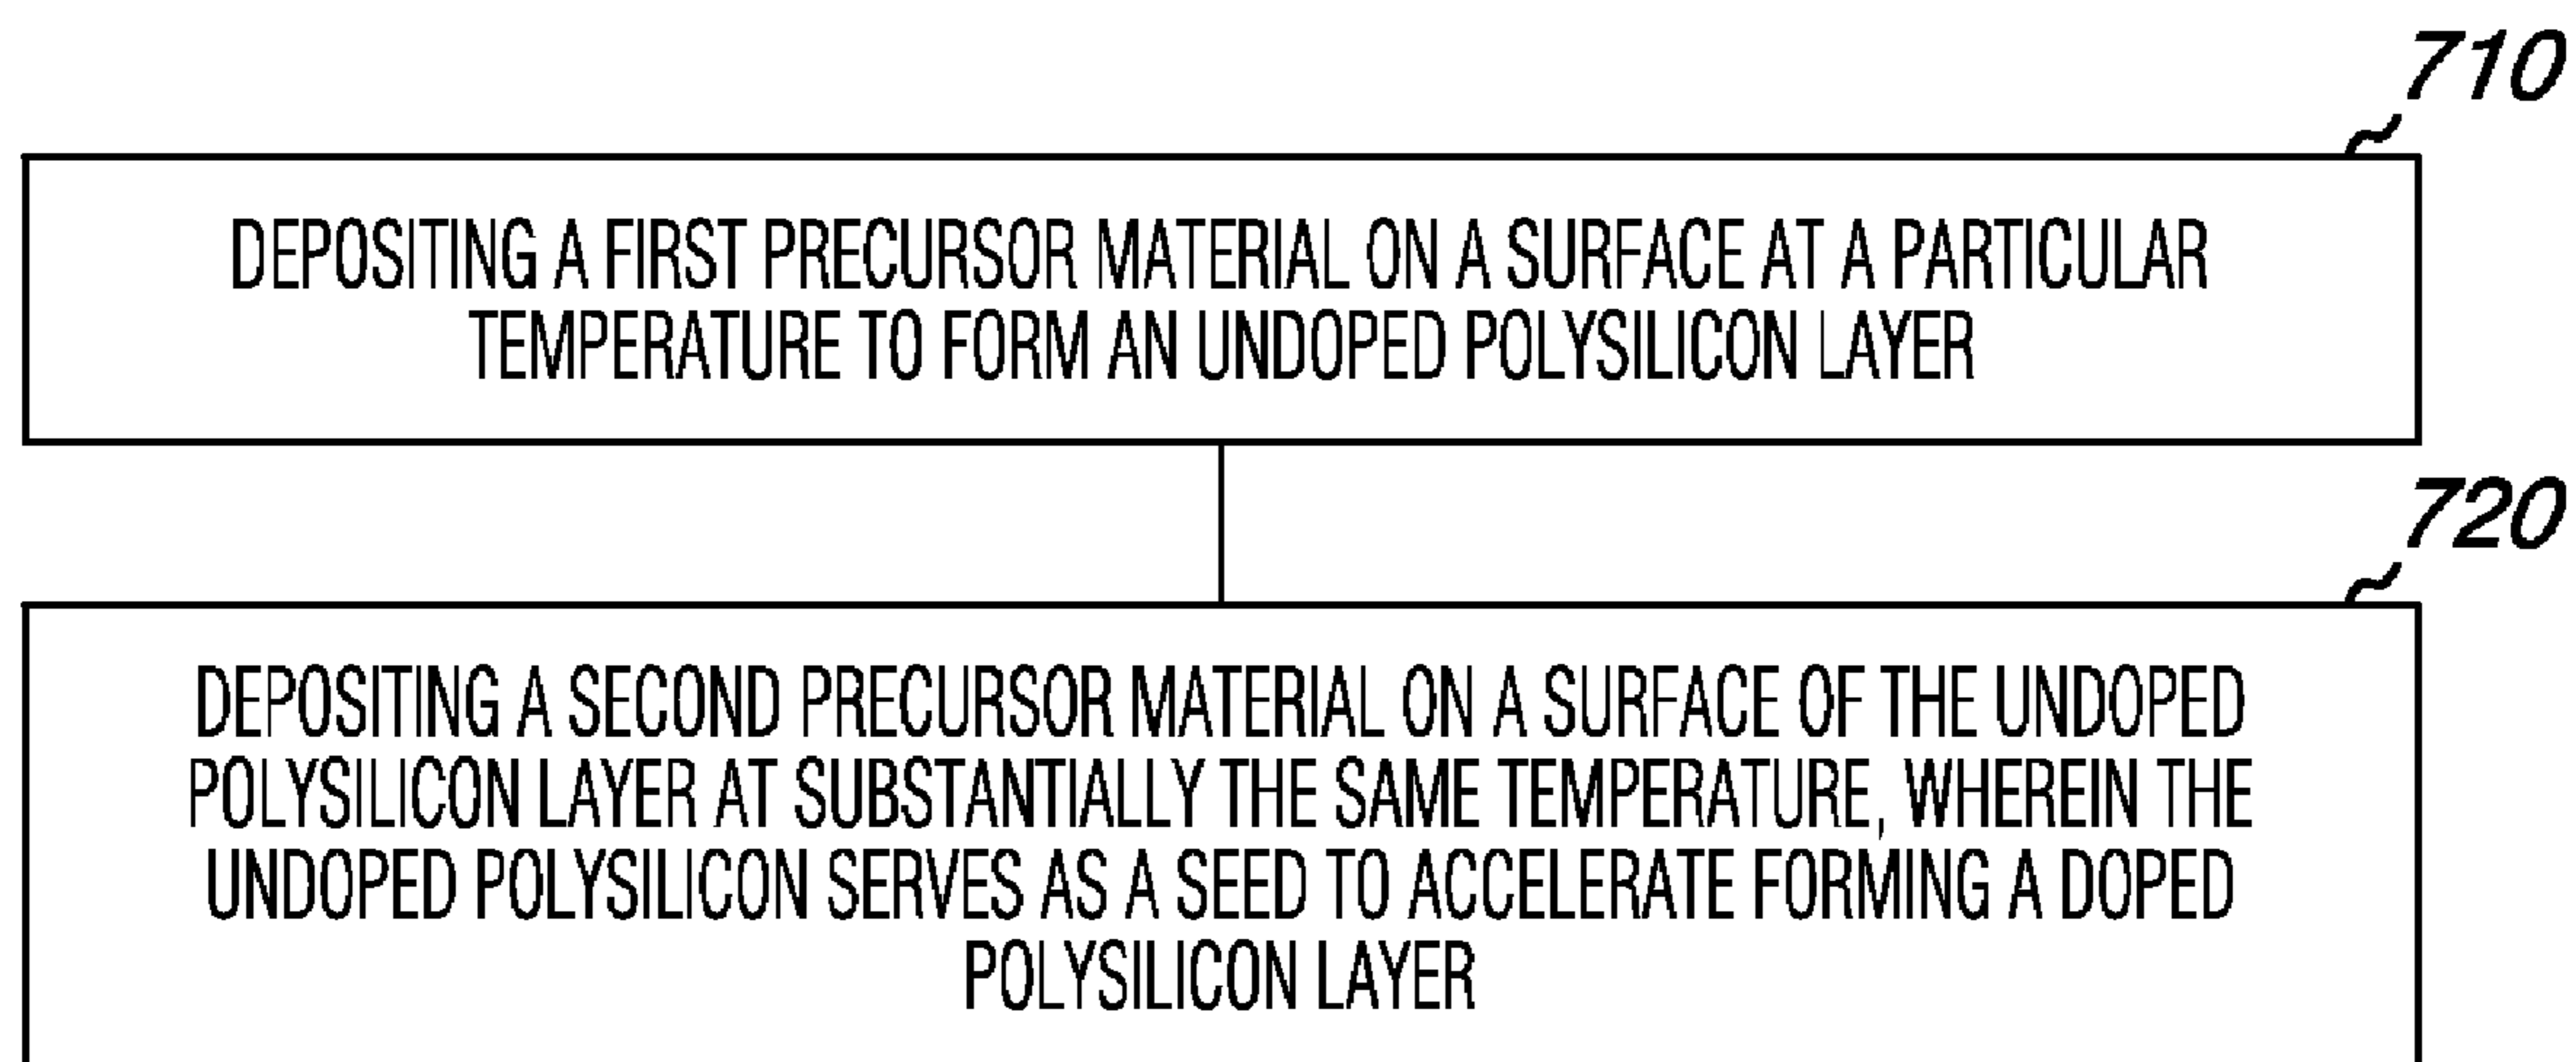 710
DEPOSITING A FIRST PRECURSOR MATERIAL ON A SURFACE AT A PARTICULAR
TEMPERATURE TO FORM AN UNDOPED POLYSILICON LAYER
720
DEPOSITING A SECOND PRECURSOR MATERIAL ON A SURFACE OF THE UNDOPED
POLYSILICON LAYER AT SUBSTANTIALLY THE SAME TEMPERATURE, WHEREIN THE
UNDOPED POLYSILICON SERVES AS A SEED TO ACCELERATE FORMING A DOPED
POLYSILICON LAYER